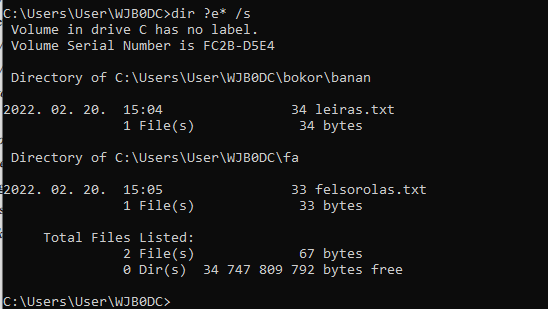 C:\Users\User\WJB0DC>dir ?e* /s
 Volume in drive C has no label.
 Volume Serial Number is FC2B-D5E4

 Directory of C:\Users\User\WJB0DC\bokor\banan

2022. 02. 20.  15:04                34 leiras.txt
               1 File(s)             34 bytes

 Directory of C:\Users\User\WJB0DC\fa

2022. 02. 20.  15:05                33 felsorolas.txt
               1 File(s)             33 bytes

     Total Files Listed:
               2 File(s)             67 bytes
               0 Dir(s)  34 747 809 792 bytes free

C:\Users\User\WJB0DC>